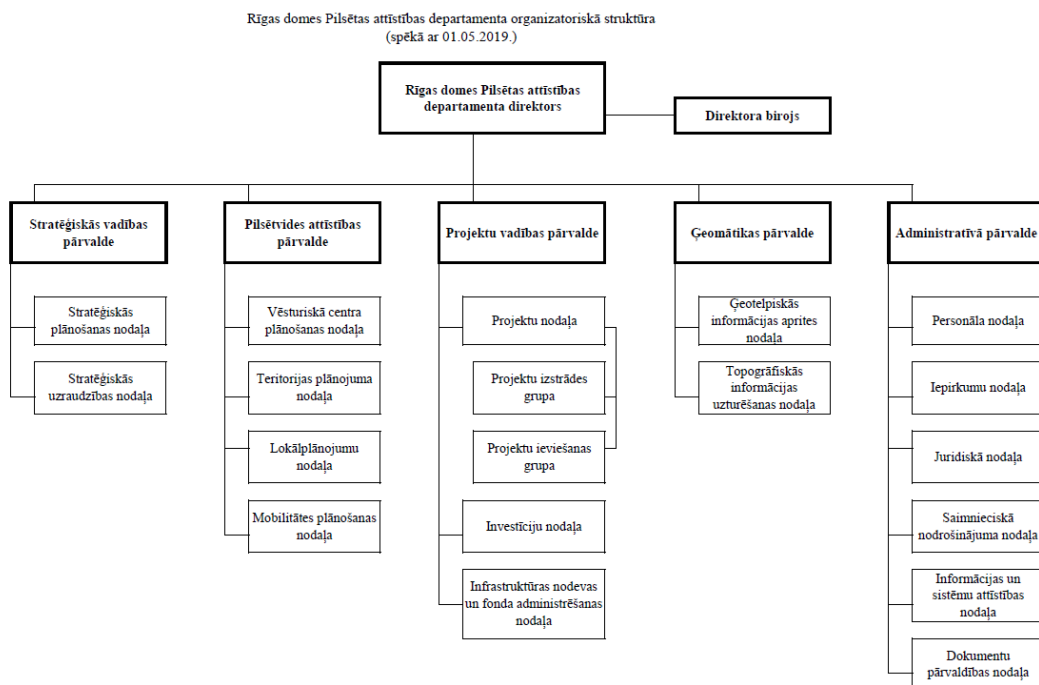 Rīgas domes Pilsētas attīstības departamenta organizatoriskā struktūra
(spēkā ar 01.05.2019.)
Rīgas domes Pilsētas attīstības
departamenta direktors
Direktora birojs
Stratēģiskās vadības
pārvalde
Pilsētvides attīstības
pārvalde
Projektu vadības pārvalde
Ģeomātikas pārvalde
Administratīvā pārvalde
Stratēģiskās
plānošanas nodaļa
Stratēģiskās
uzraudzības nodaļa
Vēsturiskā centra
plānošanas nodaļa
Teritorijas plānojuma
nodaļa
Lokālplānojumu
nodaļa
Mobilitātes plānošanas
nodaļa
Projektu nodaļa
Projektu izstrādes
grupa
Projektu ieviešanas
grupa
Investīciju nodaļa
Infrastruktūras nodevas
un fonda administrēšanas
nodaļa
Ģeotelpiskās
informācijas aprites
nodaļa
Topogrāfiskās
informācijas
uzturēšanas nodaļa
Personāla nodaļa
Iepirkumu nodaļa
Juridiskā nodaļa
Saimnieciskā
nodrošinājuma nodaļa
Informācijas un
sistēmu attīstības
nodaļa
Dokumentu
pārvaldības nodaļa